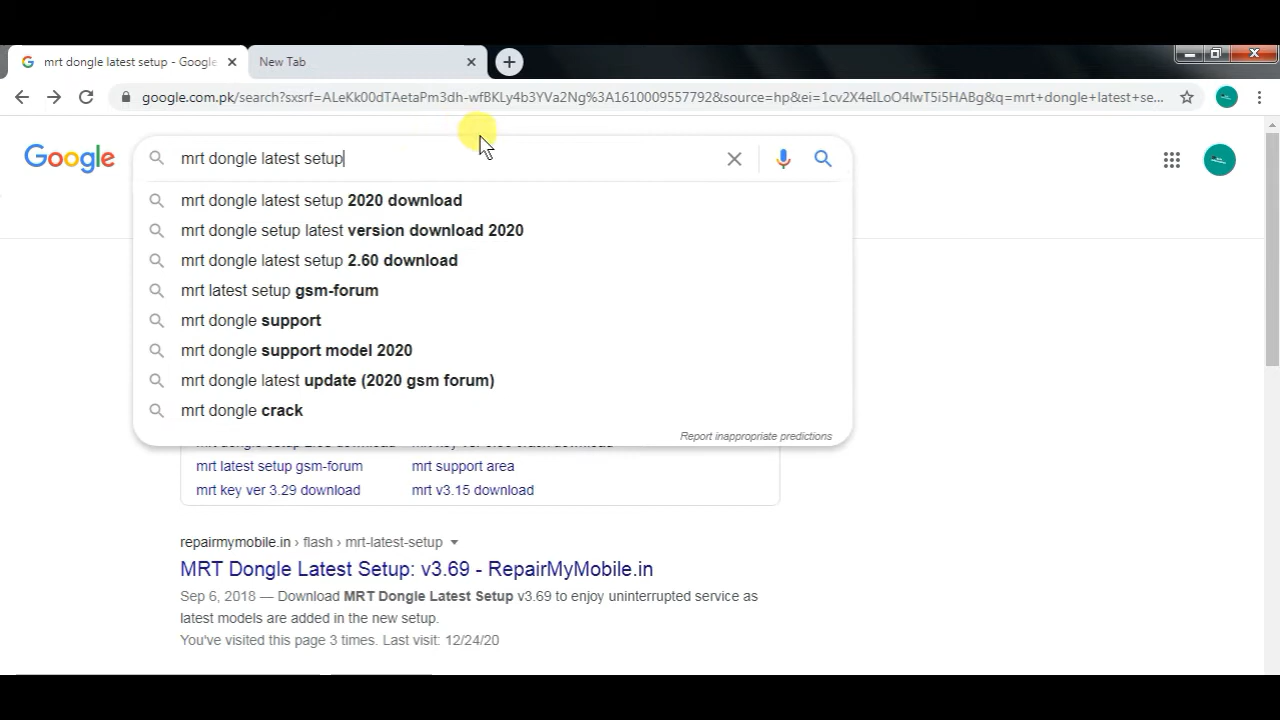 mrt dongle latest setup - Google
New Tab
google.com.pk/search?sxsrf=ALeKk00dTAetaPm3dh-wfBKLy4b3YVa2Ng%3A1610009557792&source=hp&ei=1cv2X4eILoO4lwT5i5HABg&q=mrt+dongle+latest+se...
Google
mrt dongle latest setup
mrt dongle latest setup 2020 download
mrt dongle setup latest version download 2020
mrt dongle latest setup 2.60 download
mrt latest setup gsm-forum
mrt dongle support
mrt dongle support model 2020
mrt dongle latest update (2020 gsm forum)
mrt dongle crack
Report inappropriate predictions
mrt latest setup gsm-forum mrt support area
mrt key ver 3.29 download mrt v3.15 download
repairmymobile.in › flash › mrt-latest-setup
MRT Dongle Latest Setup: v3.69 - RepairMyMobile.in
Sep 6, 2018 — Download MRT Dongle Latest Setup v3.69 to enjoy uninterrupted service as
latest models are added in the new setup.
You've visited this page 3 times. Last visit: 12/24/20